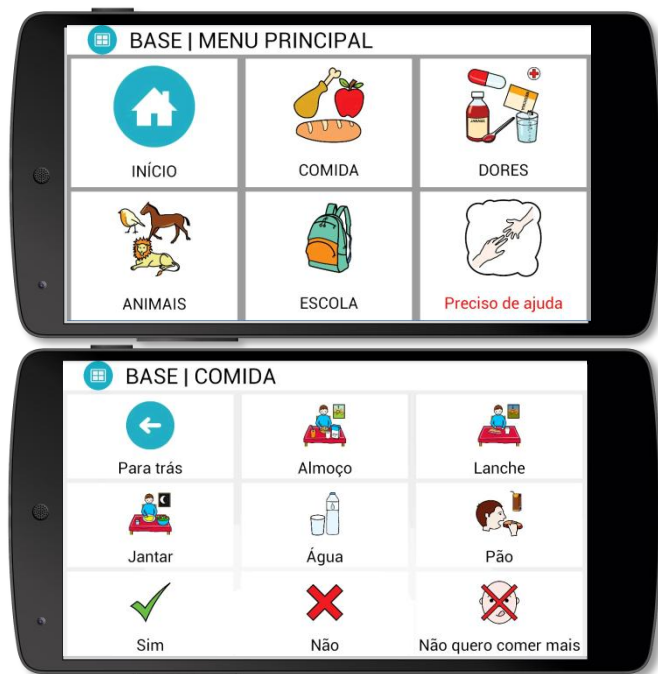 BASE | MENU PRINCIPAL
INÍCIO
COMIDA
DORES
ANIMAIS
ESCOLA
Preciso de ajuda
BASE | COMIDA
Para trás
Almoço
Lanche
Jantar
Água
Pão
Sim
Não
Não quero comer mais